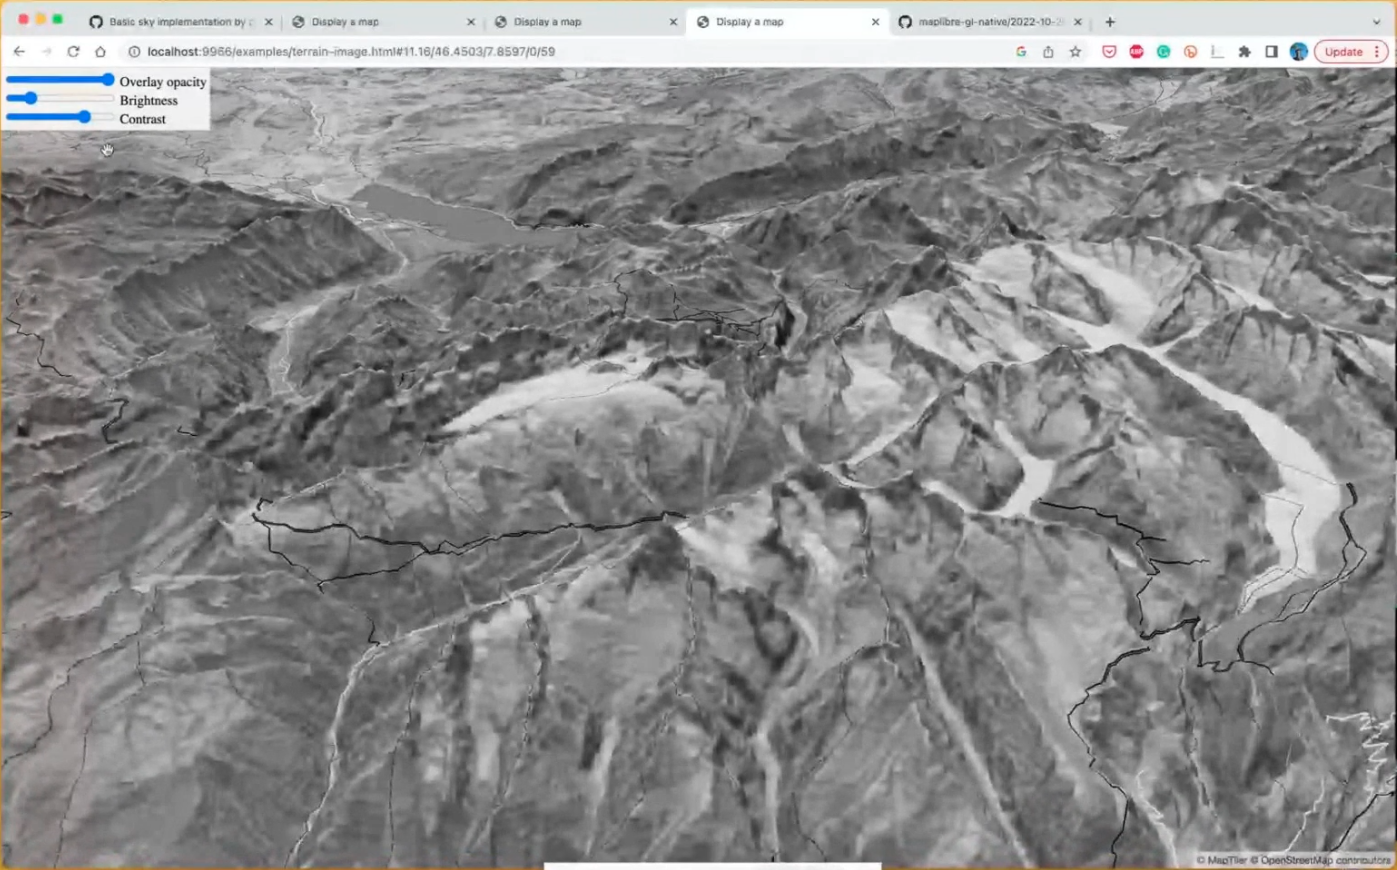 Basic sky implementation by
Display a map
Display a map
Display a map
maplibre-gl-native/2022-10-2
localhost:9966/examples/terrain-image.html#11.16/46.4503/7.8597/0/59
Update
Overlay opacity
Brightness
Contrast
© MapTiler © OpenStreetMap contributors